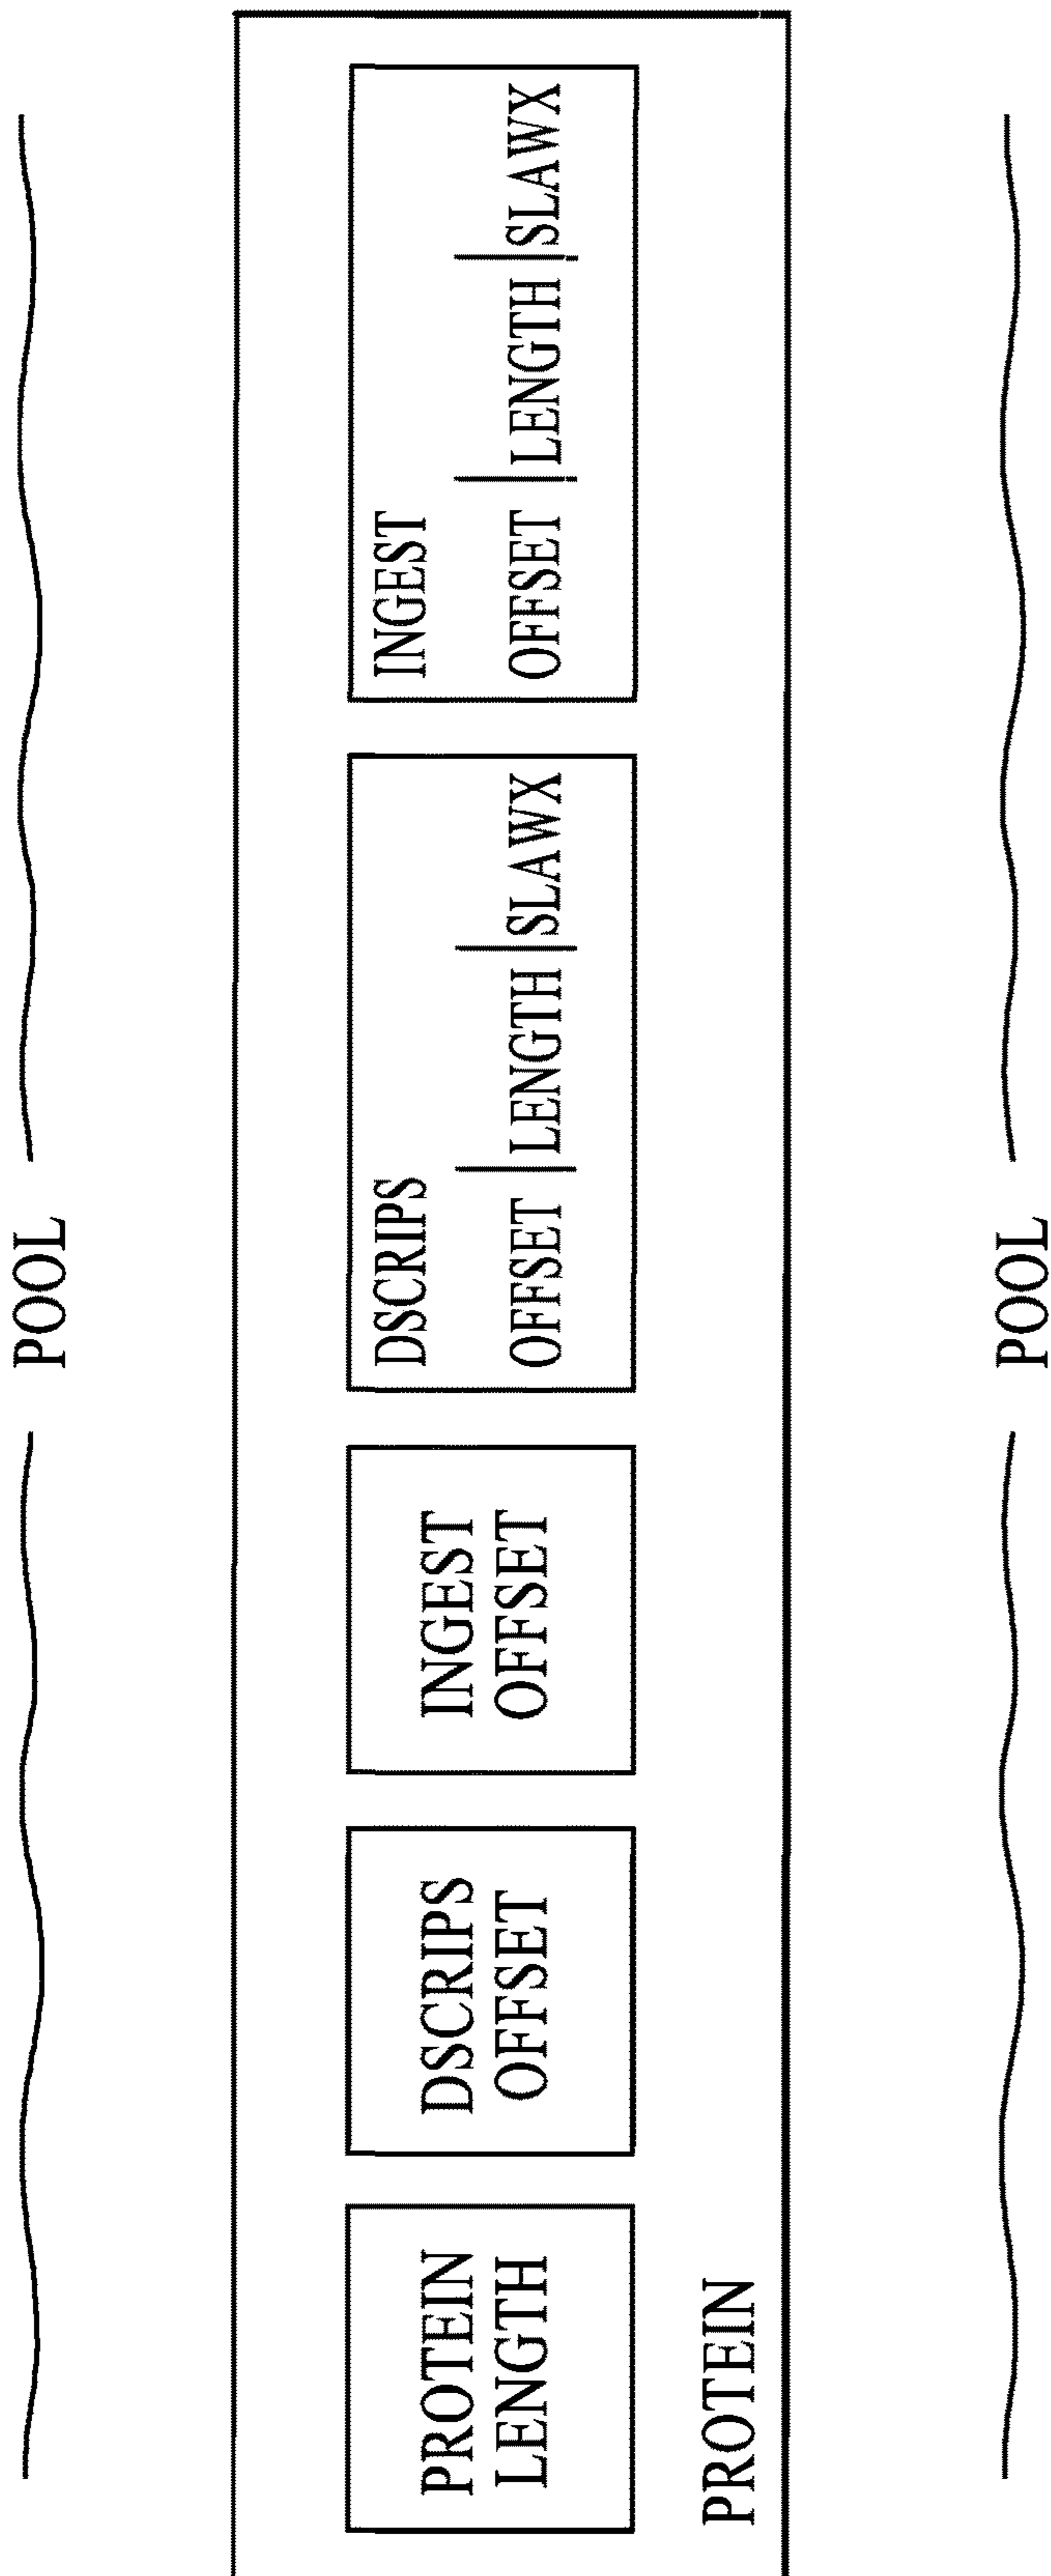 POOL
PROTEIN
LENGTH
DSCRIPS
OFFSET
INGEST
OFFSET
DSCRIPS
OFFSET LENGTH SLAWX
INGEST
OFFSET LENGTH SLAWX
PROTEIN
POOL